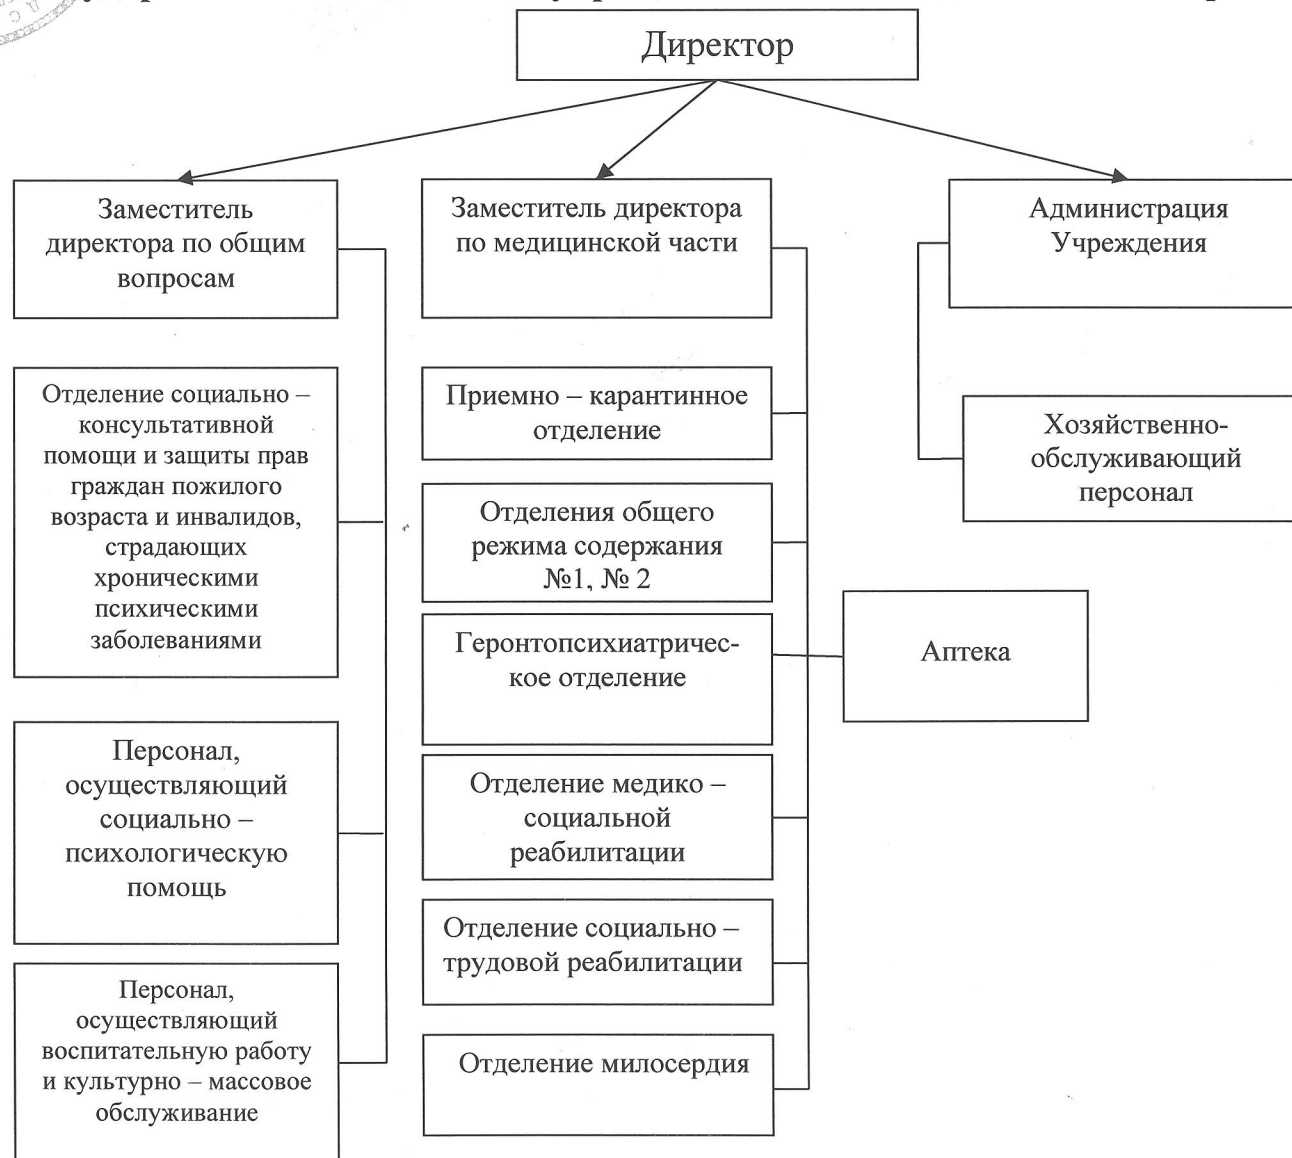 Директор
Заместитель
директора по общим
вопросам
Заместитель директора
по медицинской части
Администрация
Учреждения
Отделение социально –
консультативной
помощи и защиты прав
граждан пожилого
возраста и инвалидов,
страдающих
хроническими
психическими
заболеваниями
Приемно – карантинное
отделение
Хозяйственно-
обслуживающий
персонал
Отделения общего
режима содержания
№1, № 2
Геронтопсихиатричес-
кое отделение
Аптека
Персонал,
осуществляющий
социально –
психологическую
помощь
Отделение медико –
социальной
реабилитации
Отделение социально –
трудовой реабилитации
Персонал,
осуществляющий
воспитательную работу
и культурно – массовое
обслуживание
Отделение милосердия